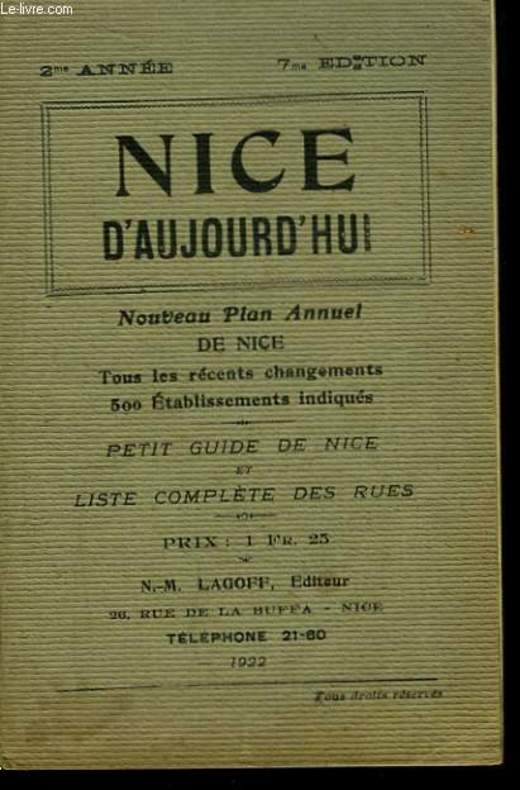 Le-livre.com
2me ANNÉE 7me EDITION
NICE
D'AUJOURD'HUI
Nouveau Plan Annuel
DE NICE
Tous les récents changements
500 Établissements indiqués
PETIT GUIDE DE NICE
ET
LISTE COMPLÈTE DES RUES
PRIX : 1 FR. 25
N.-M. LAGOFF, Editeur
26, RUE DE LA BUFFA - NICE
TÉLÉPHONE 21-60
— 1922 —
Tous droits réservés